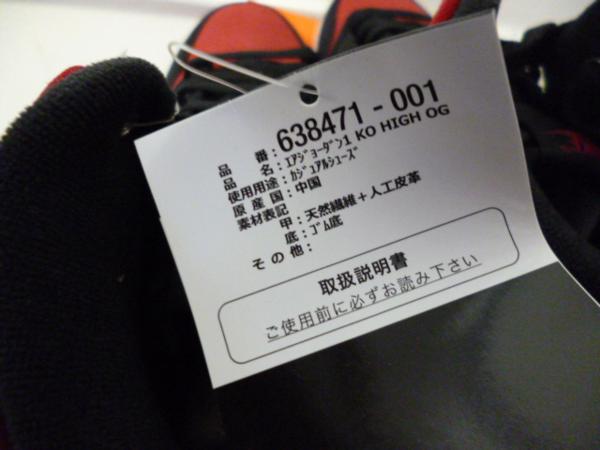 品 番:638471-001
品 名:ｴｱｼﾞｮｰﾀﾞﾝ1 KO HIGH OG
使用用途:ｶｼﾞｭｱﾙｼｭｰｽﾞ
原 産 国:中国
素材表記
甲:天然繊維+人工皮革
底:ｺﾞﾑ底
そ の 他:
取扱説明書
ご使用前に必ずお読み下さい